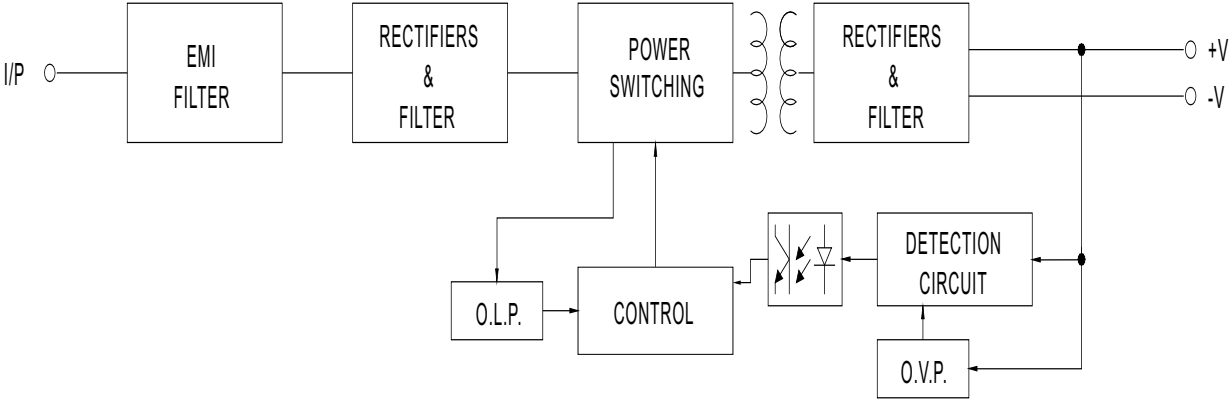 I/P
EMI
FILTER
RECTIFIERS
&
FILTER
POWER
SWITCHING
RECTIFIERS
&
FILTER
+V
-V
O.L.P.
CONTROL
DETECTION
CIRCUIT
O.V.P.